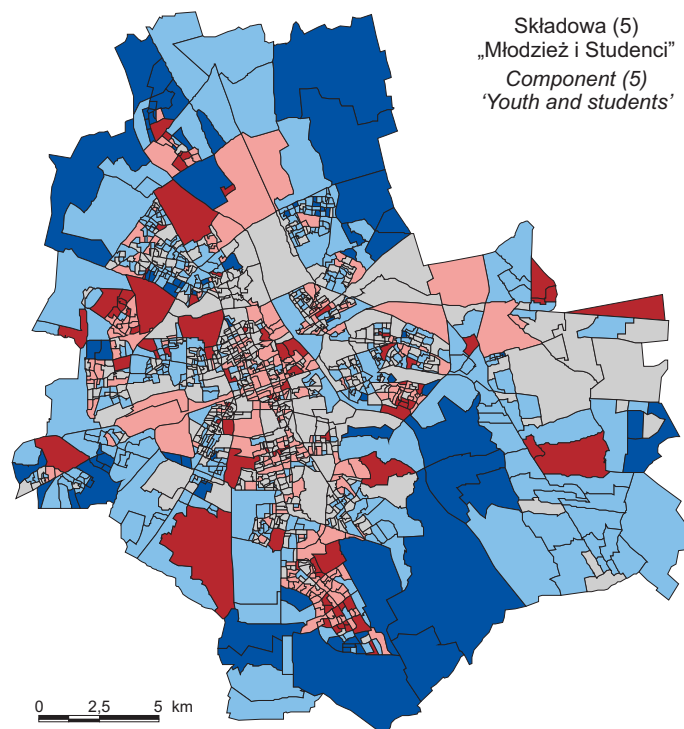 Składowa (5)
„Młodzież i Studenci”
Component (5)
‘Youth and students’
0 2,5 5 km